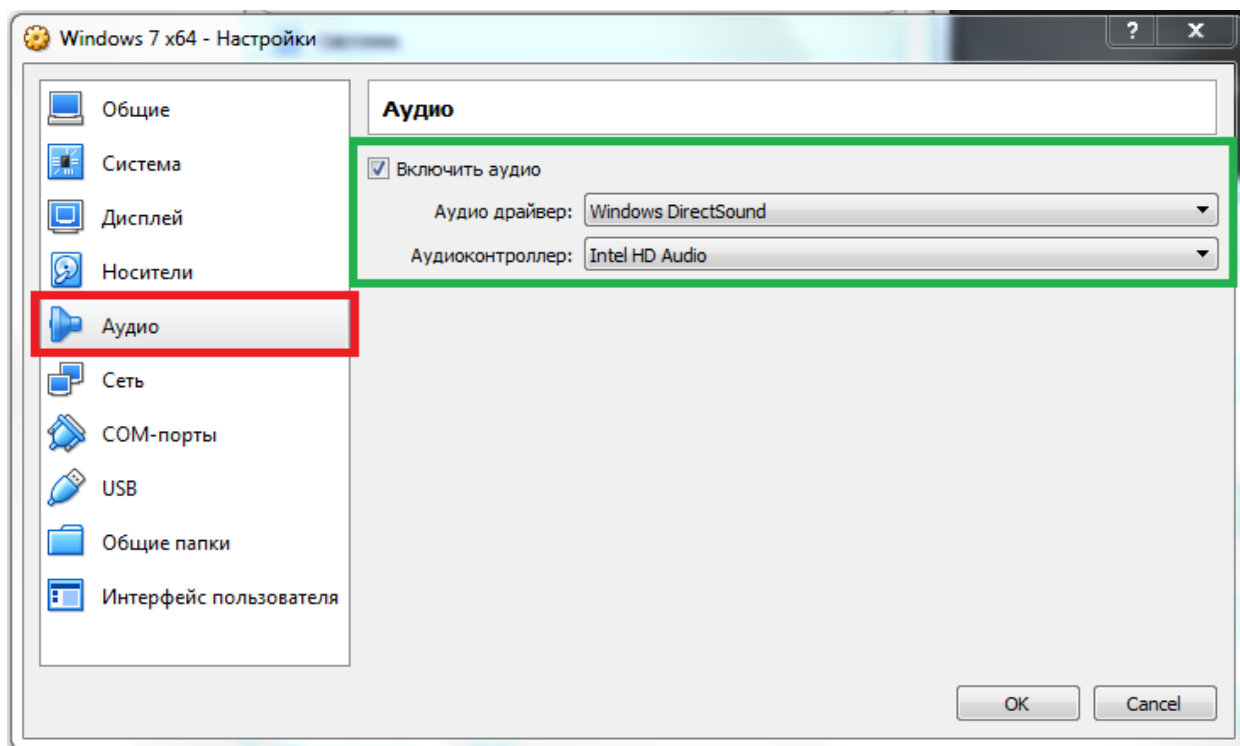 Windows 7 x64 - Настройки
? x
Общие
Система
Дисплей
Носители
Аудио
Сеть
COM-порты
USB
Общие папки
Интерфейс пользователя
Аудио
Включить аудио
Аудио драйвер: Windows DirectSound
Аудиоконтроллер: Intel HD Audio
OK Cancel